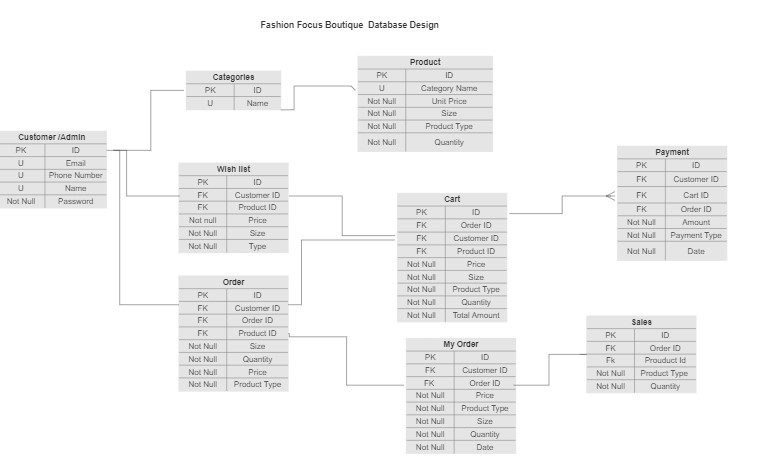 Fashion Focus Boutique Database Design
Product
PK ID
U Category Name
Not Null Unit Price
Not Null Size
Not Null Product Type
Not Null Quantity
Categories
PK ID
U Name
Customer /Admin
PK ID
U Email
U Phone Number
U Name
Not Null Password
Wish list
PK ID
FK Customer ID
FK Product ID
Not null Price
Not Null Size
Not Null Type
Cart
PK ID
FK Order ID
FK Customer ID
FK Product ID
Not Null Price
Not Null Size
Not Null Product Type
Not Null Quantity
Not Null Total Amount
Payment
PK ID
FK Customer ID
FK Cart ID
FK Order ID
Not Null Amount
Not Null Payment Type
Not Null Date
Order
PK ID
FK Customer ID
FK Order ID
FK Product ID
Not Null Size
Not Null Quantity
Not Null Price
Not Null Product Type
My Order
PK ID
FK Customer ID
FK Order ID
Not Null Price
Not Null Product Type
Not Null Size
Not Null Quantity
Not Null Date
Sales
PK ID
FK Order ID
Fk Prouduct Id
Not Null Product Type
Not Null Quantity